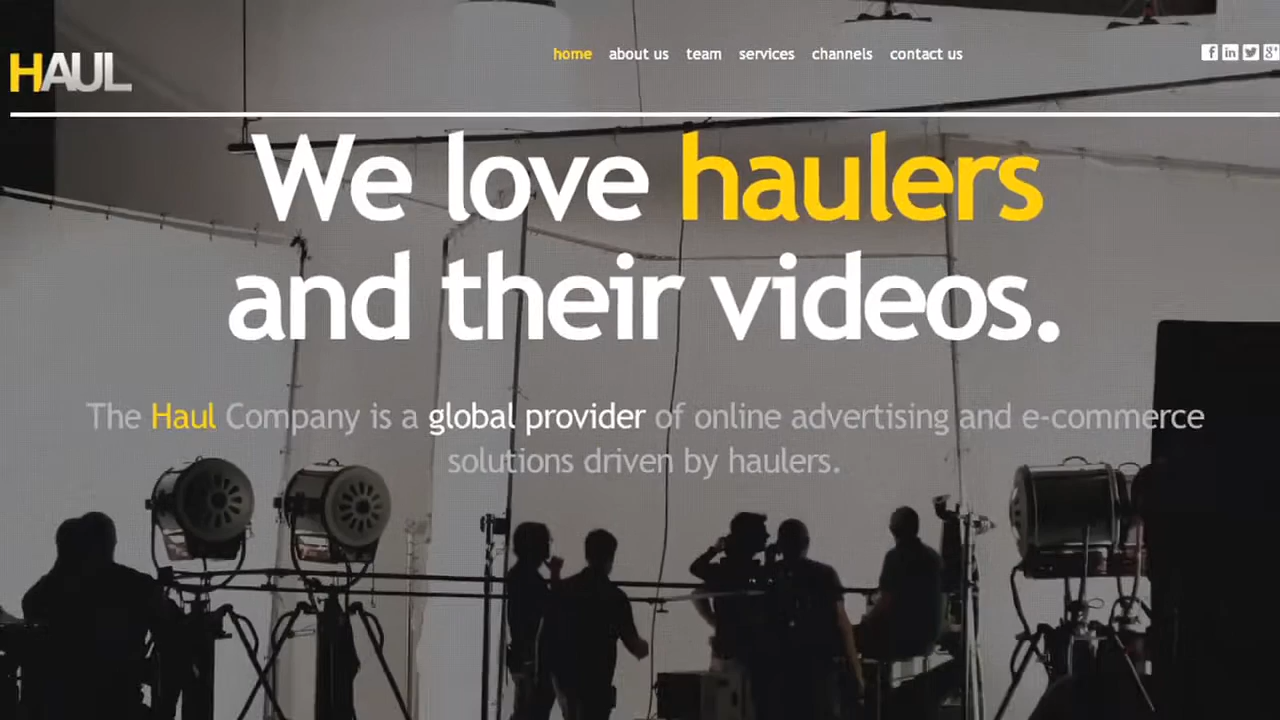 HAUL
home about us team services channels contact us
f in g+
We love haulers
and their videos.
The Haul Company is a global provider of online advertising and e-commerce
solutions driven by haulers.